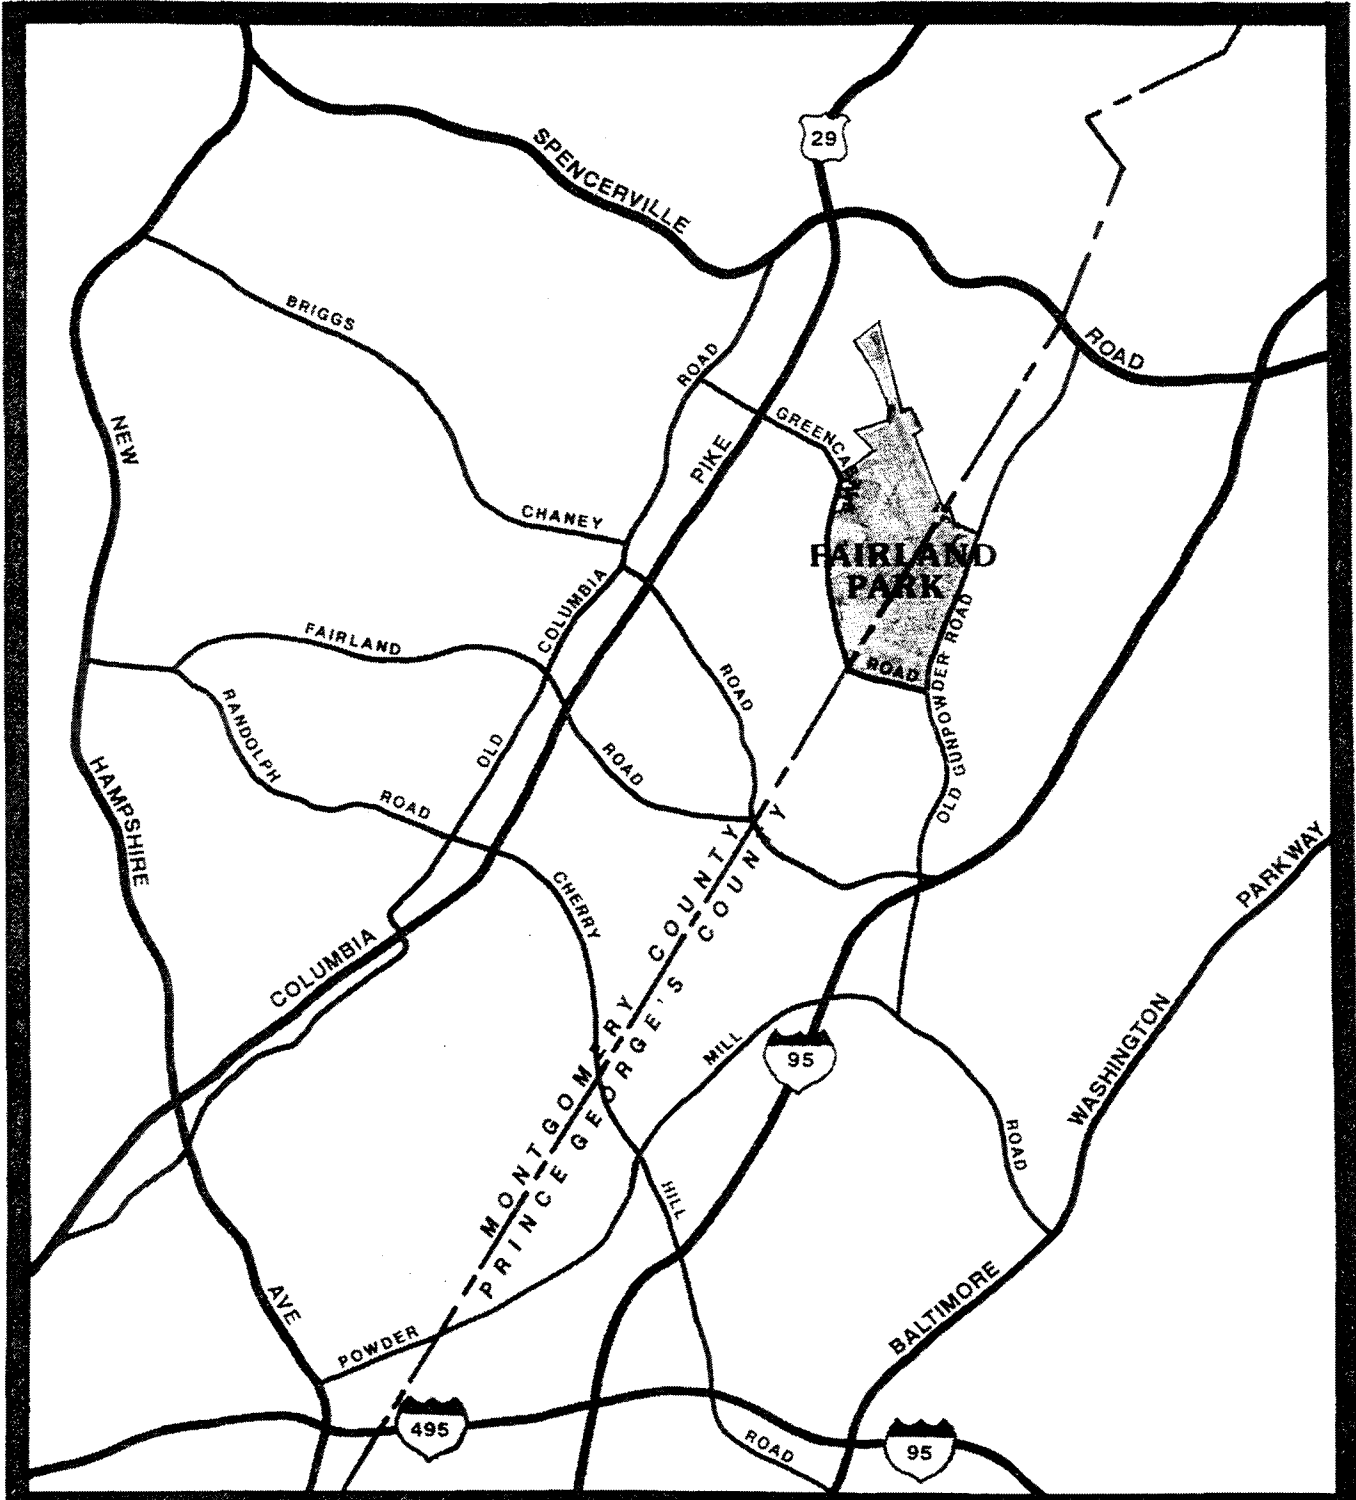 29
SPENCERVILLE
ROAD
BRIGGS
CHANEY
ROAD
NEW
HAMPSHIRE
AVE
ROAD
COLUMBIA
OLD
PIKE
COLUMBIA
GREENCASTLE
ROAD
FAIRLAND
PARK
OLD GUNPOWDER ROAD
FAIRLAND
ROAD
RANDOLPH
ROAD
CHERRY
HILL
ROAD
MONTGOMERY COUNTY
PRINCE GEORGE'S COUNTY
POWDER
MILL
ROAD
95
BALTIMORE
WASHINGTON
PARKWAY
495
95